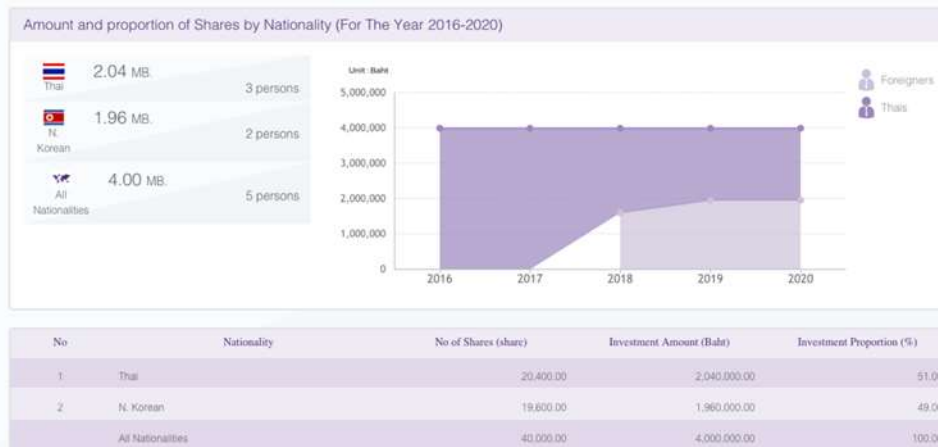 Amount and proportion of Shares by Nationality (For The Year 2016-2020)
Thai
2.04 MB.
3 persons
N.
Korean
1.96 MB.
2 persons
All
Nationalities
4.00 MB.
5 persons
Unit : Baht
5,000,000
4,000,000
3,000,000
2,000,000
1,000,000
0
2016 2017 2018 2019 2020
Foreigners
Thais
No Nationality No of Shares (share) Investment Amount (Baht) Investment Proportion (%)
1 Thai 20,400.00 2,040,000.00 51.0
2 N. Korean 19,600.00 1,960,000.00 49.0
All Nationalities 40,000.00 4,000,000.00 100.0